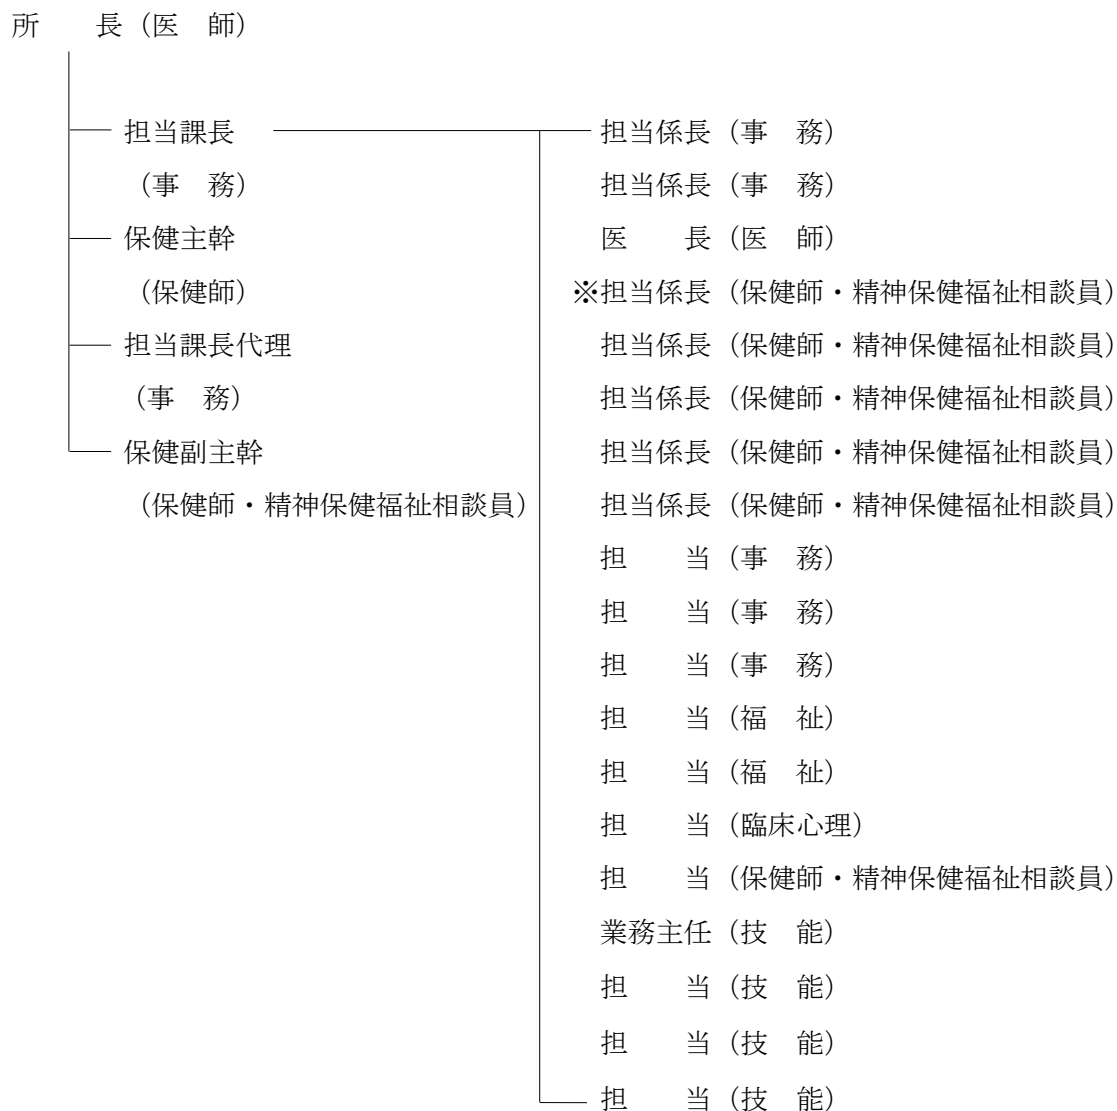 所　　長（医　師）
担当課長
（事　務）
保健主幹
（保健師）
担当課長代理
（事　務）
保健副主幹
（保健師・精神保健福祉相談員）
担当係長（事　務）
担当係長（事　務）
医　　長（医　師）
※担当係長（保健師・精神保健福祉相談員）
担当係長（保健師・精神保健福祉相談員）
担当係長（保健師・精神保健福祉相談員）
担当係長（保健師・精神保健福祉相談員）
担当係長（保健師・精神保健福祉相談員）
担　　当（事　務）
担　　当（事　務）
担　　当（事　務）
担　　当（福　祉）
担　　当（福　祉）
担　　当（臨床心理）
担　　当（保健師・精神保健福祉相談員）
業務主任（技　能）
担　　当（技　能）
担　　当（技　能）
担　　当（技　能）